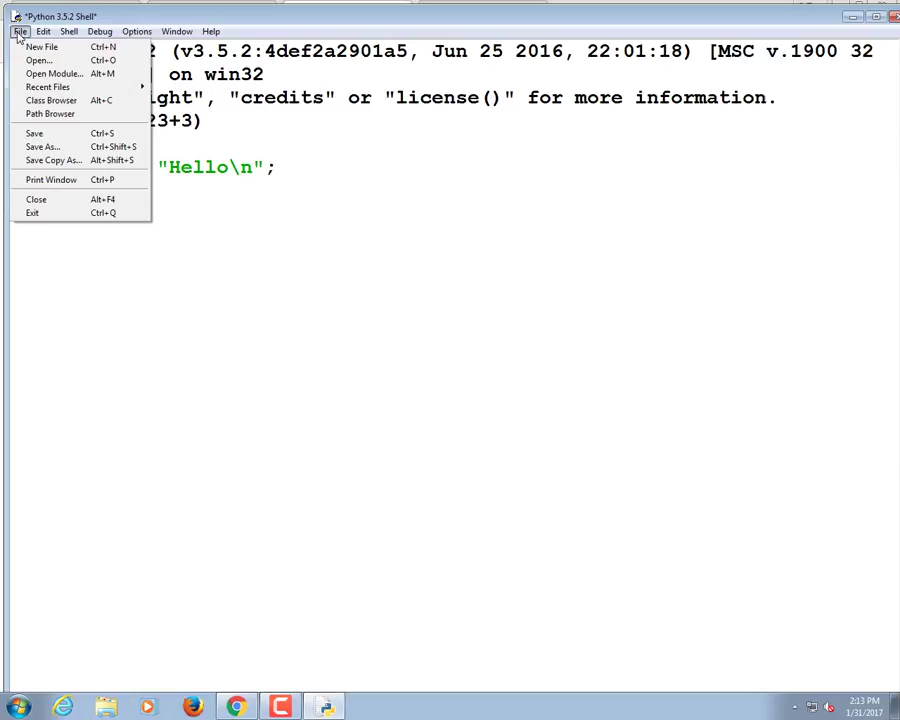 *Python 3.5.2 Shell*
File Edit Shell Debug Options Window Help
2 (v3.5.2:4def2a2901a5, Jun 25 2016, 22:01:18) [MSC v.1900 32
] on win32
ight", "credits" or "license()" for more information.
23+3)
"Hello\n";
New File Ctrl+N
Open... Ctrl+O
Open Module... Alt+M
Recent Files
Class Browser Alt+C
Path Browser
Save Ctrl+S
Save As... Ctrl+Shift+S
Save Copy As... Alt+Shift+S
Print Window Ctrl+P
Close Alt+F4
Exit Ctrl+Q
2:13 PM
1/31/2017